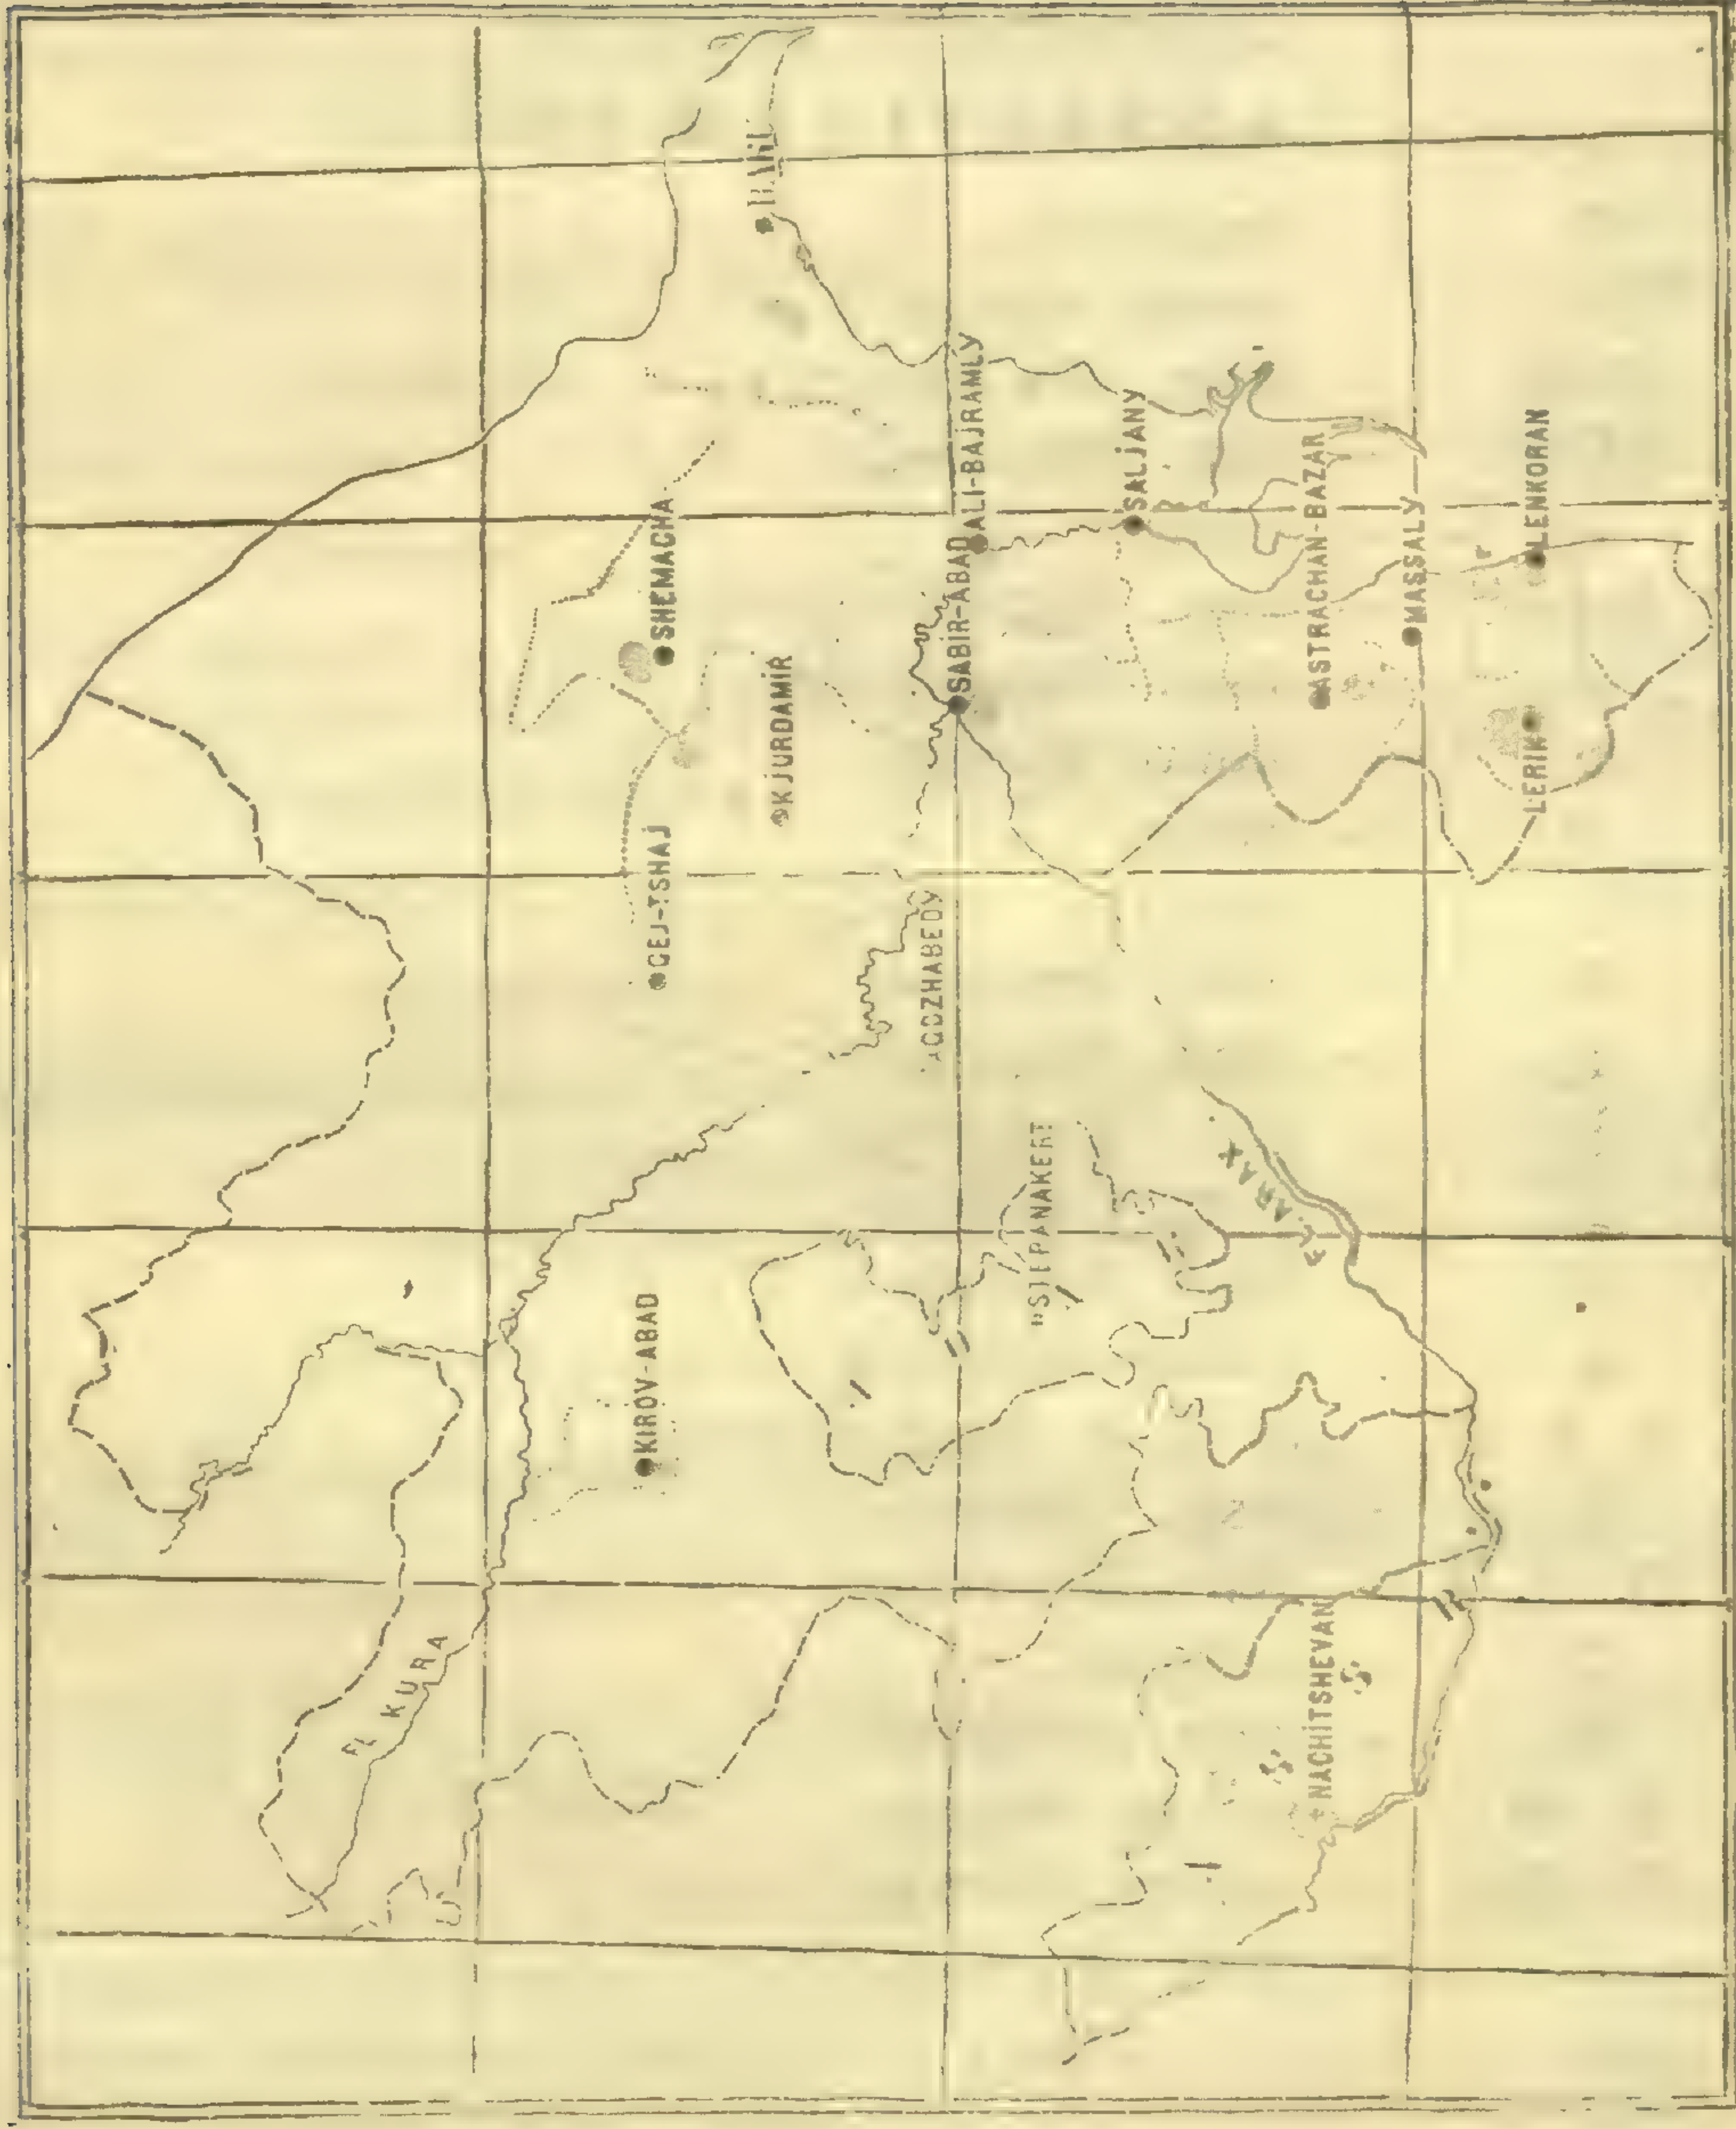 SHEMACHA
KJURDAMIR
GEJ-TSHAJ
KIROV-ABAD
FL KURA
ALI-BAJRAMLY
SABIR-ABAD
SALJANY
ASTRACHAN-BAZAR
MASSALY
LENKORAN
LERIK
STEPANAKERT
ARAX
NACHITSHEVAN